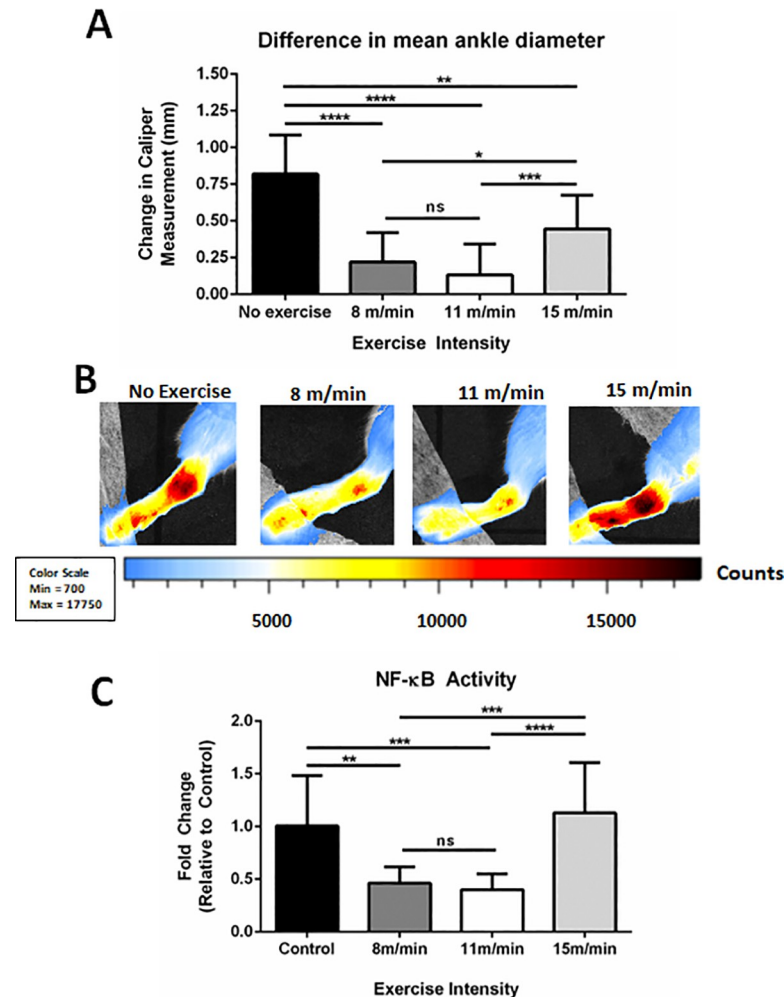 A
Difference in mean ankle diameter
Change in Caliper
Measurement (mm)
1.50
1.25
1.00
0.75
0.50
0.25
0.00
**
****
****
*
***
ns
No exercise 8 m/min 11 m/min 15 m/min
Exercise Intensity
B
No Exercise 8 m/min 11 m/min 15 m/min
Color Scale
Min = 700
Max = 17750
Counts
5000 10000 15000
C
NF-κB Activity
Fold Change
(Relative to Control)
2.0
1.5
1.0
0.5
0.0
***
****
***
**
ns
Control 8m/min 11m/min 15m/min
Exercise Intensity